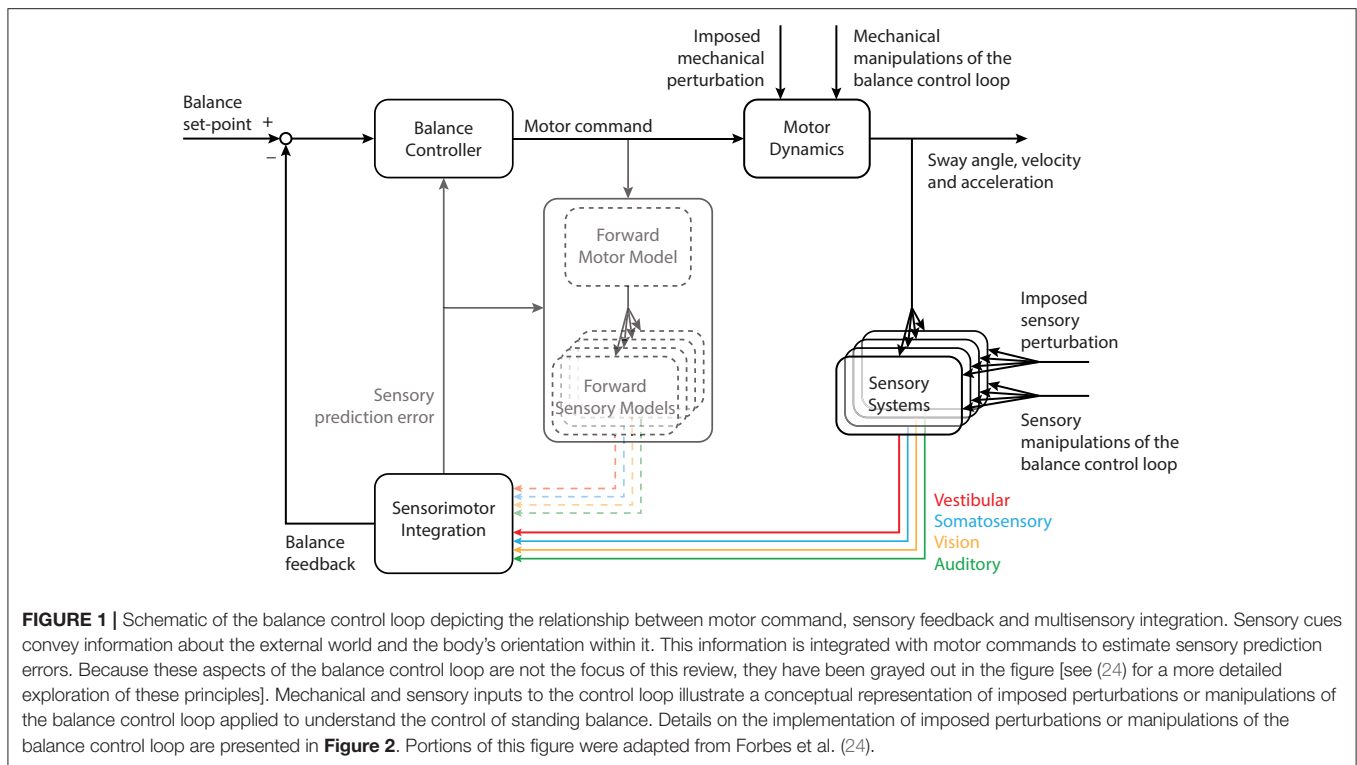 Imposed
mechanical
perturbation
Mechanical
manipulations of the
balance control loop
Balance
set-point
+
−
Balance
Controller
Motor command
Motor
Dynamics
Sway angle, velocity
and acceleration
Forward
Motor Model
Forward
Sensory Models
Sensory
prediction error
Imposed
sensory
perturbation
Sensory
Systems
Sensory
manipulations of the
balance control loop
Sensorimotor
Integration
Balance
feedback
Vestibular
Somatosensory
Vision
Auditory
FIGURE 1 | Schematic of the balance control loop depicting the relationship between motor command, sensory feedback and multisensory integration. Sensory cues
convey information about the external world and the body's orientation within it. This information is integrated with motor commands to estimate sensory prediction
errors. Because these aspects of the balance control loop are not the focus of this review, they have been grayed out in the figure [see (24) for a more detailed
exploration of these principles]. Mechanical and sensory inputs to the control loop illustrate a conceptual representation of imposed perturbations or manipulations of
the balance control loop applied to understand the control of standing balance. Details on the implementation of imposed perturbations or manipulations of the
balance control loop are presented in Figure 2. Portions of this figure were adapted from Forbes et al. (24).